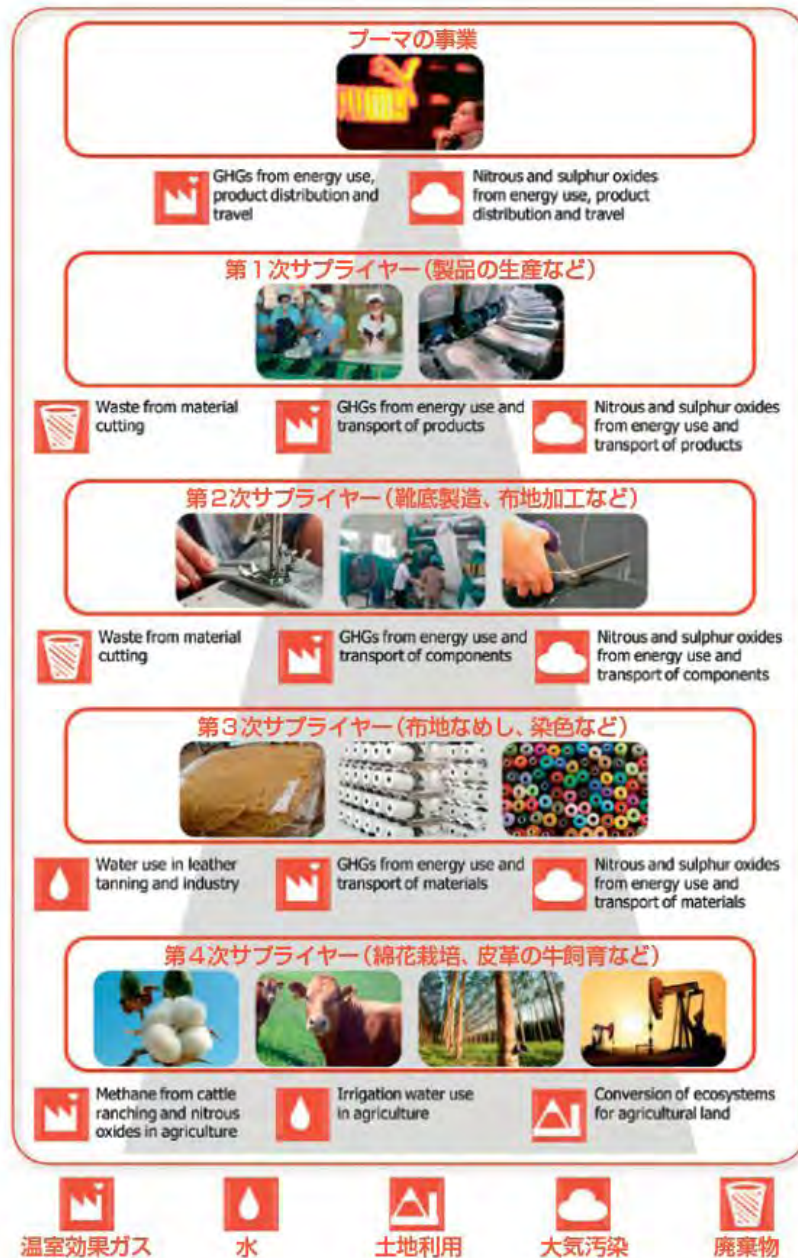 プーマの事業
GHGs from energy use,
product distribution and
travel
Nitrous and sulphur oxides
from energy use, product
distribution and travel
第1次サプライヤー(製品の生産など)
Waste from material
cutting
GHGs from energy use and
transport of products
Nitrous and sulphur oxides
from energy use and
transport of products
第2次サプライヤー(靴底製造、布地加工など)
Waste from material
cutting
GHGs from energy use and
transport of components
Nitrous and sulphur oxides
from energy use and
transport of components
第3次サプライヤー(布地なめし、染色など)
Water use in leather
tanning and industry
GHGs from energy use and
transport of materials
Nitrous and sulphur oxides
from energy use and
transport of materials
第4次サプライヤー(綿花栽培、皮革の牛飼育など)
Methane from cattle
ranching and nitrous
oxides in agriculture
Irrigation water use
in agriculture
Conversion of ecosystems
for agricultural land
温室効果ガス
水
土地利用
大気汚染
廃棄物